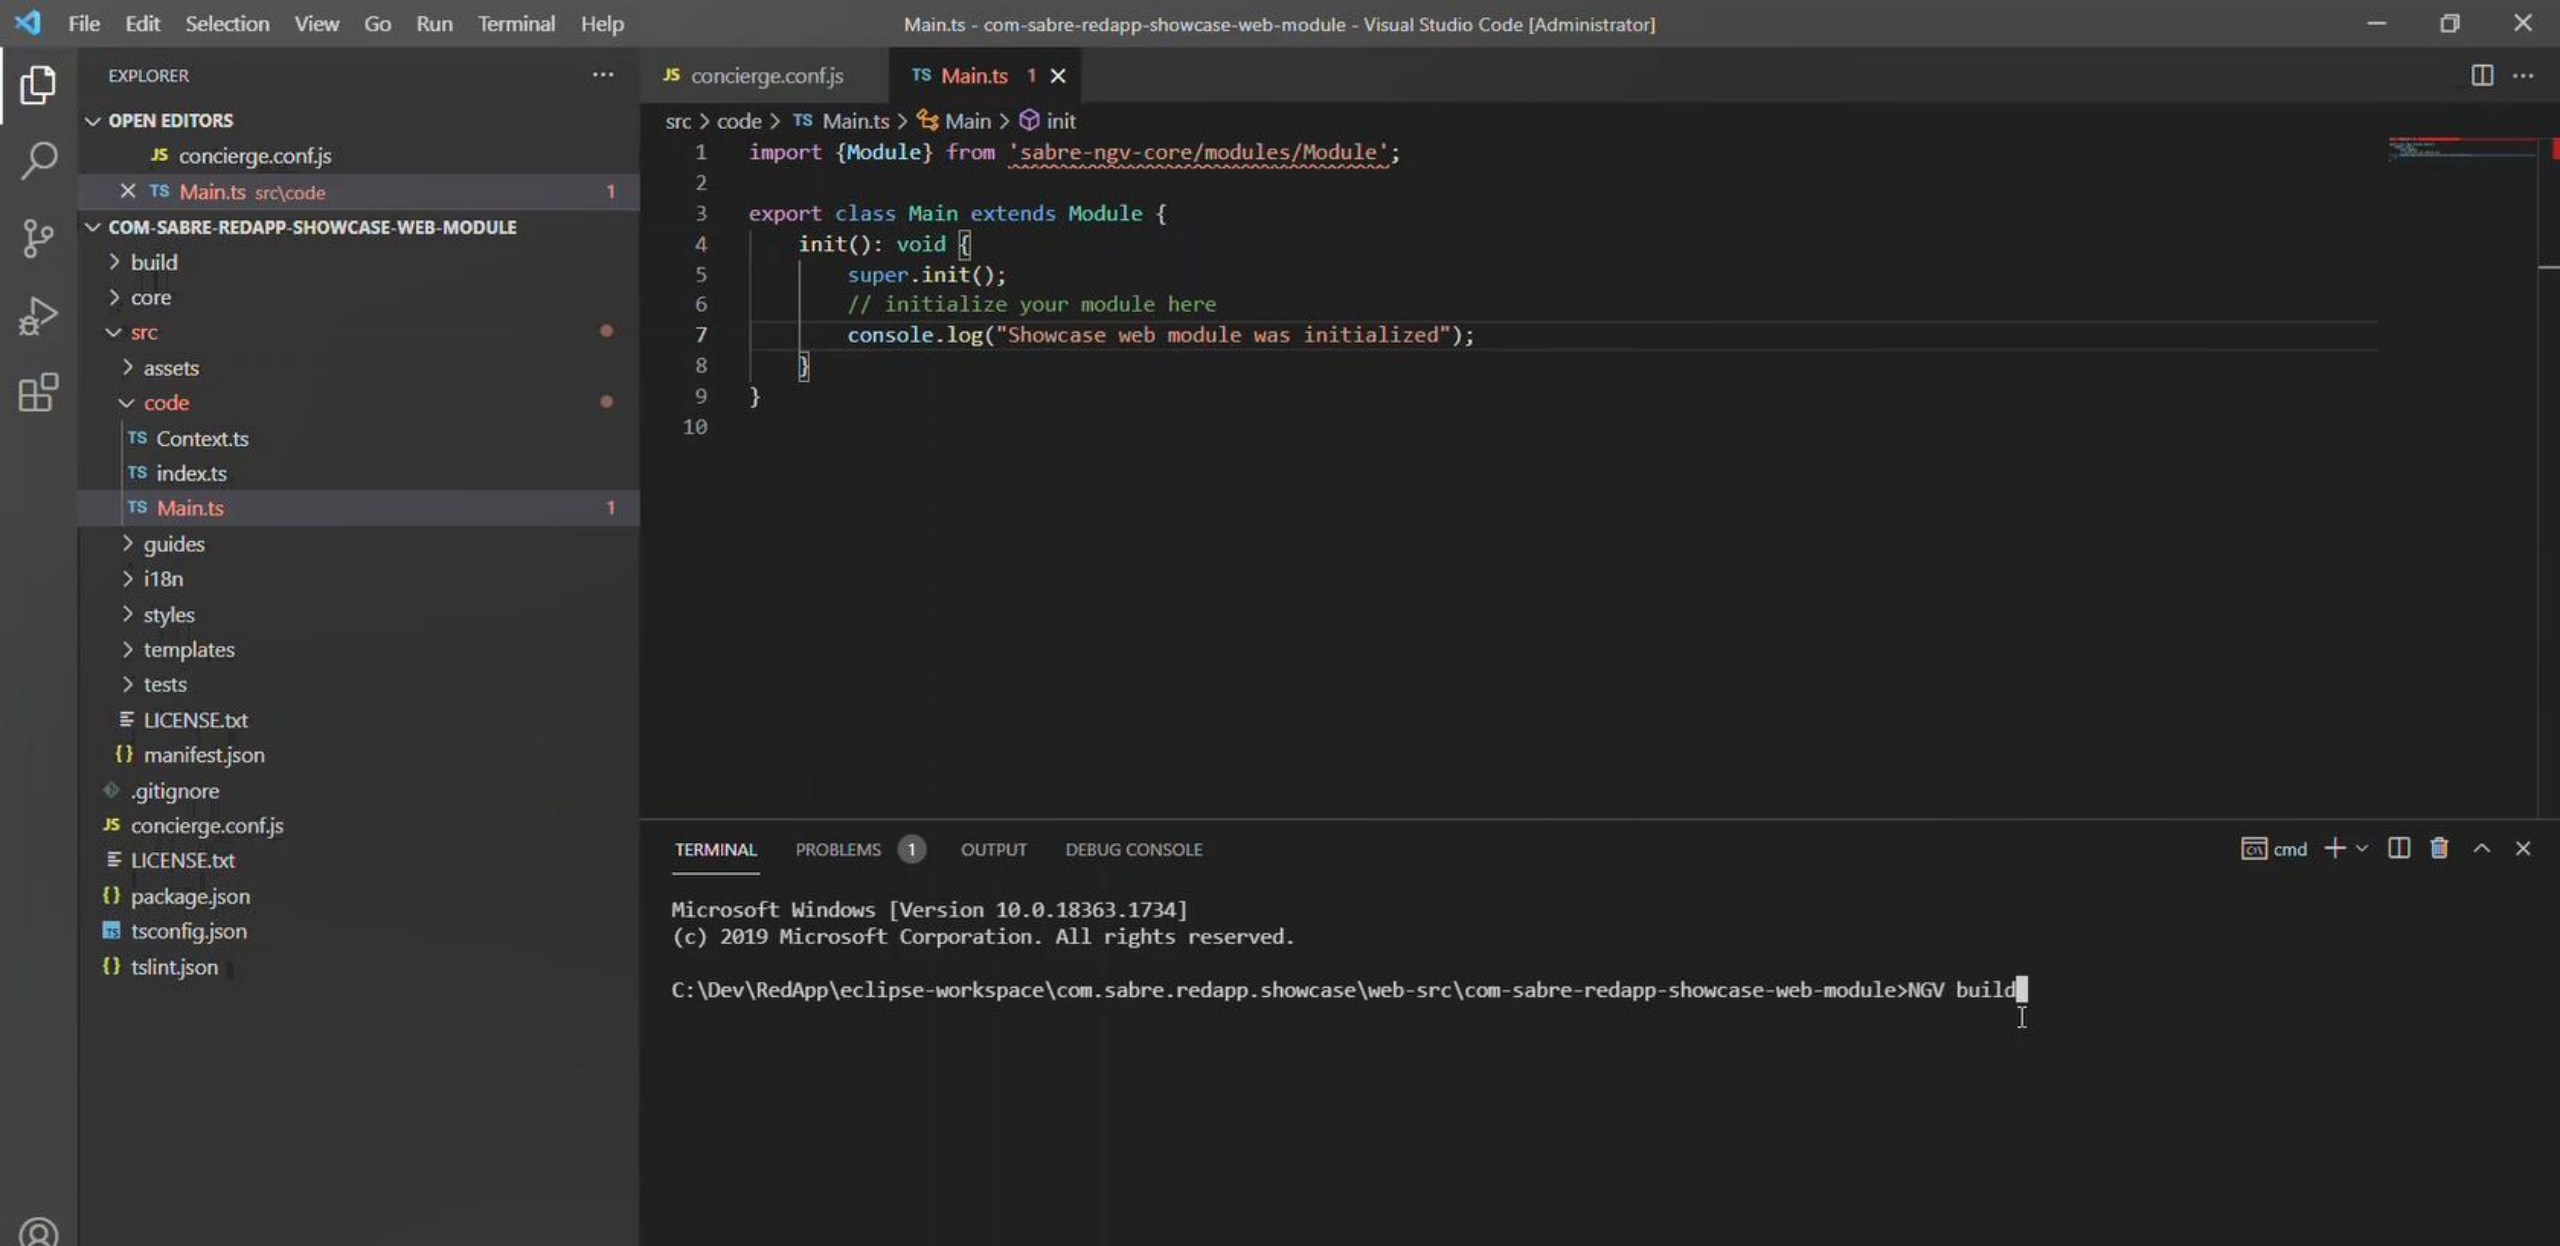 File Edit Selection View Go Run Terminal Help
Main.ts - com-sabre-redapp-showcase-web-module - Visual Studio Code [Administrator]
EXPLORER
OPEN EDITORS
JS concierge.conf.js
TS Main.ts src\code 1
COM-SABRE-REDAPP-SHOWCASE-WEB-MODULE
build
core
src
assets
code
TS Context.ts
TS index.ts
TS Main.ts 1
guides
i18n
styles
templates
tests
LICENSE.txt
{} manifest.json
.gitignore
JS concierge.conf.js
LICENSE.txt
{} package.json
TS tsconfig.json
{} tslint.json
JS concierge.conf.js
TS Main.ts 1
src > code > TS Main.ts > Main > init
1 import {Module} from 'sabre-ngv-core/modules/Module';
2
3 export class Main extends Module {
4 init(): void {
5 super.init();
6 // initialize your module here
7 console.log("Showcase web module was initialized");
8 }
9 }
10
TERMINAL PROBLEMS 1 OUTPUT DEBUG CONSOLE
cmd
Microsoft Windows [Version 10.0.18363.1734]
(c) 2019 Microsoft Corporation. All rights reserved.
C:\Dev\RedApp\eclipse-workspace\com.sabre.redapp.showcase\web-src\com-sabre-redapp-showcase-web-module>NGV build